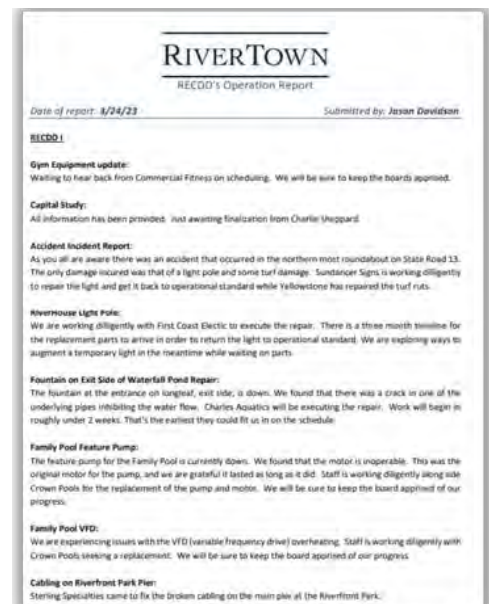 RIVERTOWN
RECDD's Operation Report
Date of report: 3/24/23 Submitted by: Jason Davidson
RECDD I
Gym Equipment update:
Waiting to hear back from Commercial Fitness on scheduling. We will be sure to keep the boards apprised.
Capital Study:
All information has been provided. Just awaiting finalization from Charlie Sheppard.
Accident Incident Report:
As you all are aware there was an accident that occurred in the northern most roundabout on State Road 13.
The only damage incured was that of a light pole and some turf damage. Sundancer Signs is working dilligently
to repair the light and get it back to operational standard while Yellowstone has repaired the turf ruts.
RiverHouse Light Pole:
We are working dilligently with First Coast Electic to execute the repair. There is a three month timeline for
the replacement parts to arrive in order to return the light to operational standard. We are exploring ways to
augment a temporary light in the meantime while waiting on parts.
Fountain on Exit Side of Waterfall Pond Repair:
The fountain at the entrance on longleaf, exit side, is down. We found that there was a crack in one of the
underlying pipes inhibiting the water flow. Charles Aquatics will be executing the repair. Work will begin in
roughly under 2 weeks. That's the earliest they could fit us in on the schedule.
Family Pool Feature Pump:
The feature pump for the Family Pool is currently down. We found that the motor is inoperable. This was the
original motor for the pump, and we are grateful it lasted as long as it did. Staff is working diligently along side
Crown Pools for the replacement of the pump and motor. We will be sure to keep the board apprised of our
progress.
Family Pool VFD:
We are experiencing issues with the VFD (variable frequency drive) overheating. Staff is working diligently with
Crown Pools seeking a replacement. We will be sure to keep the board apprised of our progress.
Cabling on Riverfront Park Pier:
Sterling Specialties came to fix the broken cabling on the main pier at the Riverfront Park.